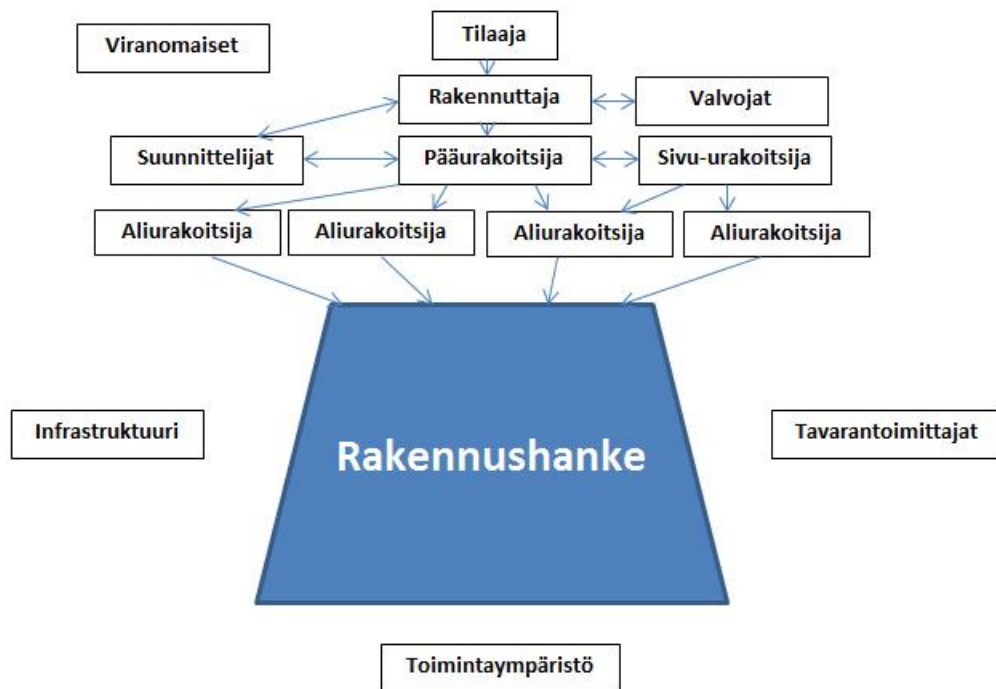 Viranomaiset
Tilaaja
Rakennuttaja
Valvojat
Suunnittelijat
Pääurakoitsija
Sivu-urakoitsija
Aliurakoitsija
Aliurakoitsija
Aliurakoitsija
Aliurakoitsija
Infrastruktuuri
Rakennushanke
Tavarantoimittajat
Toimintaympäristö